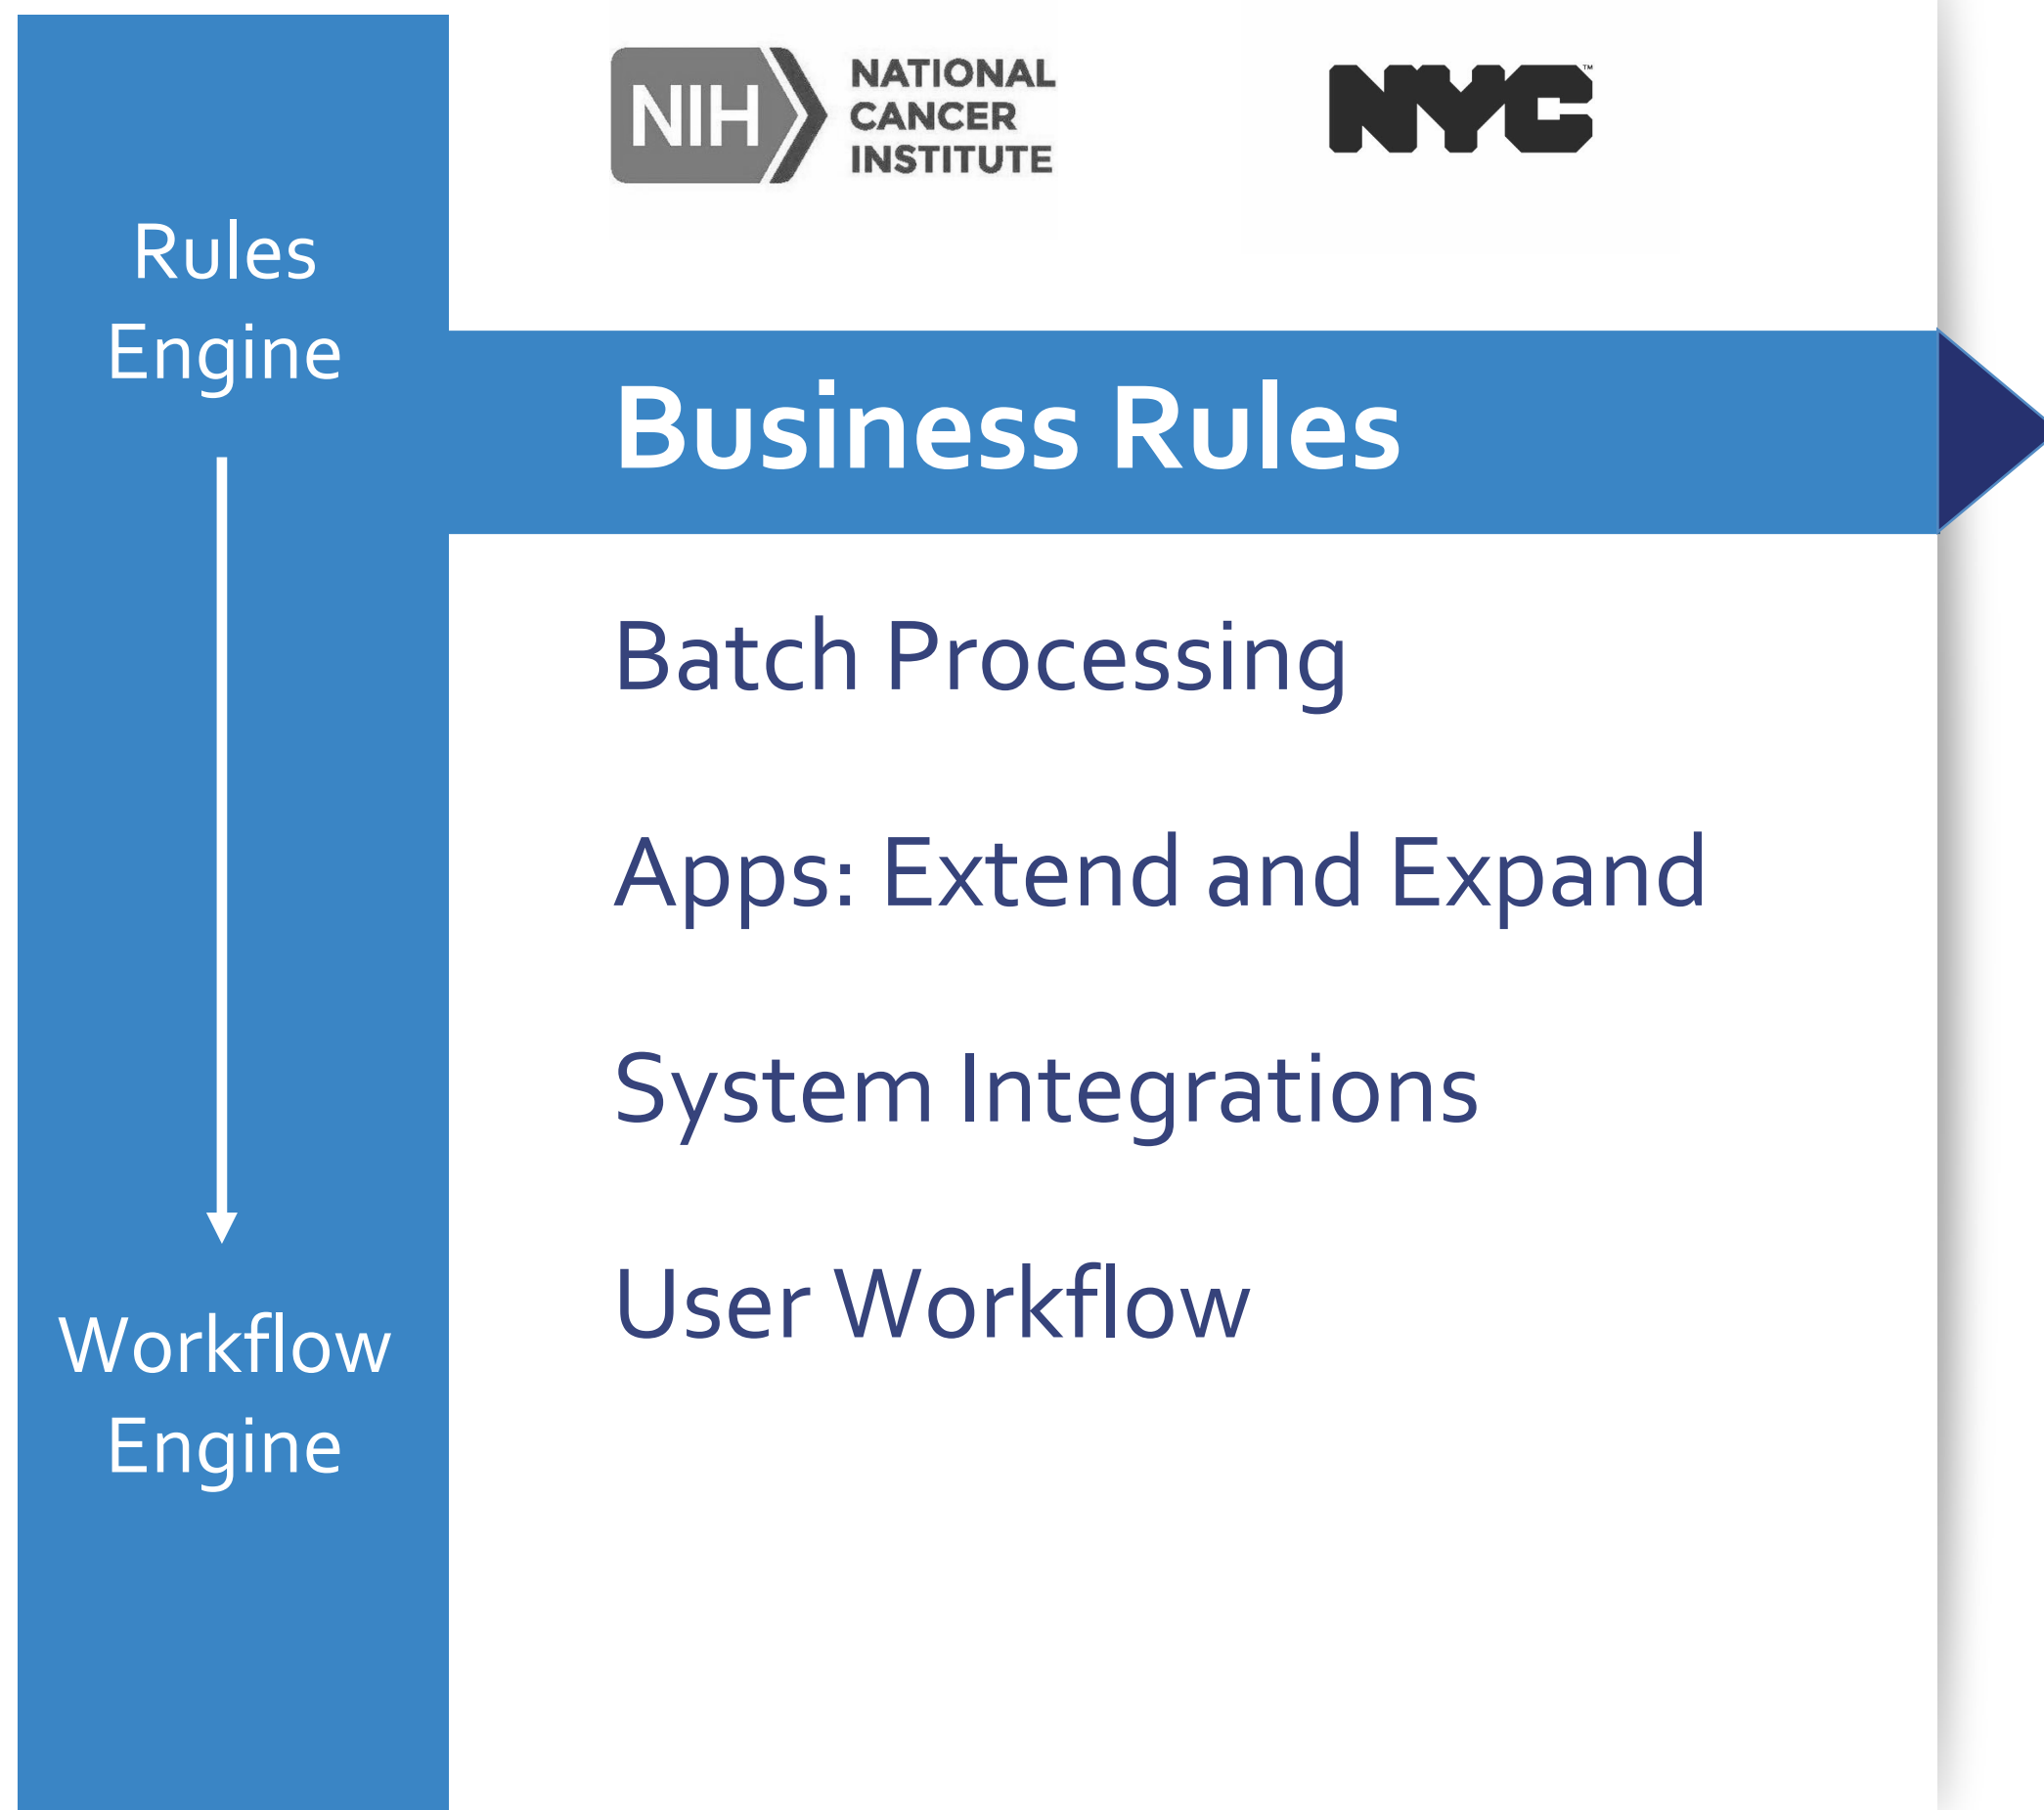 NIH
NATIONAL
CANCER
INSTITUTE
NYC™
Rules
Engine
Business Rules
Batch Processing
Apps: Extend and Expand
System Integrations
User Workflow
Workflow
Engine